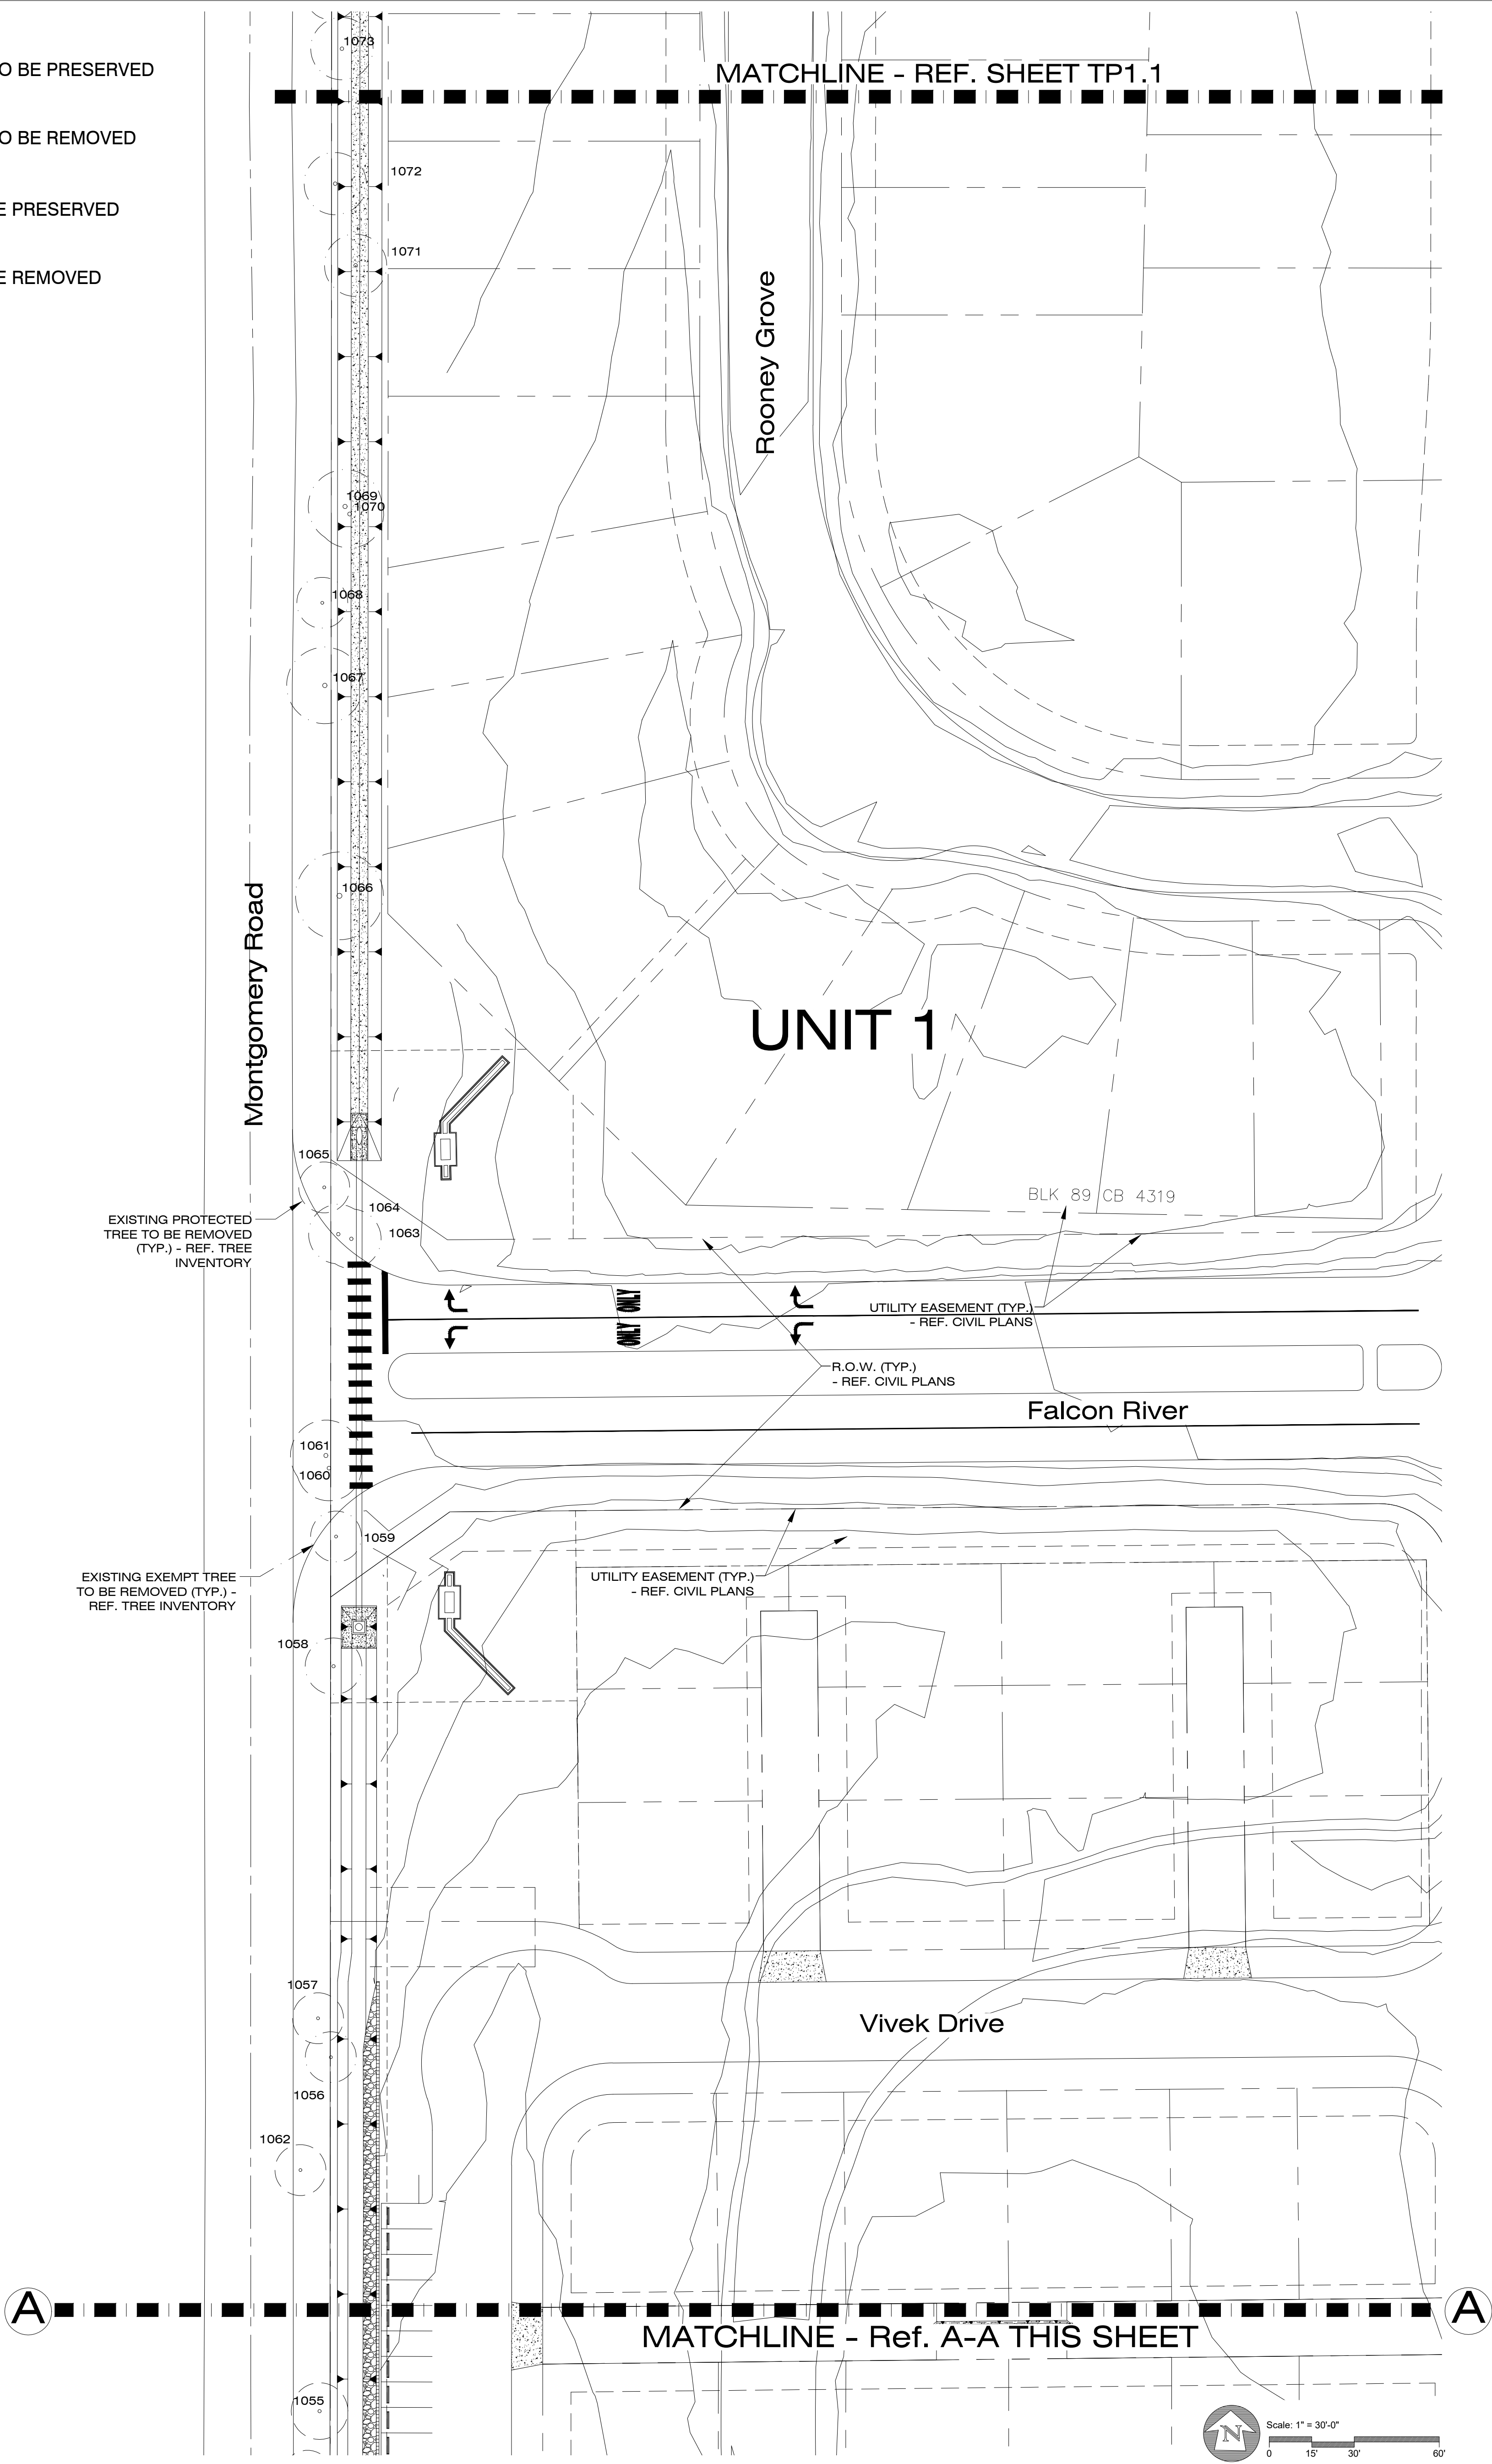 1073
O BE PRESERVED
MATCHLINE - REF. SHEET TP1.1
O BE REMOVED
1072
E PRESERVED
1071
E REMOVED
Rooney Grove
1069
1070
1068
1067
1066
Montgomery Road
UNIT 1
1065
BLK 89 CB 4319
1064
EXISTING PROTECTED
TREE TO BE REMOVED
(TYP.) - REF. TREE
INVENTORY
1063
ONLY
ONLY
UTILITY EASEMENT (TYP.)
- REF. CIVIL PLANS
R.O.W. (TYP.)
- REF. CIVIL PLANS
Falcon River
1061
1060
1059
EXISTING EXEMPT TREE
TO BE REMOVED (TYP.) -
REF. TREE INVENTORY
UTILITY EASEMENT (TYP.)
- REF. CIVIL PLANS
1058
1057
Vivek Drive
1056
1062
A
A
MATCHLINE - Ref. A-A THIS SHEET
1055
N
Scale: 1" = 30'-0"
0 15' 30' 60'